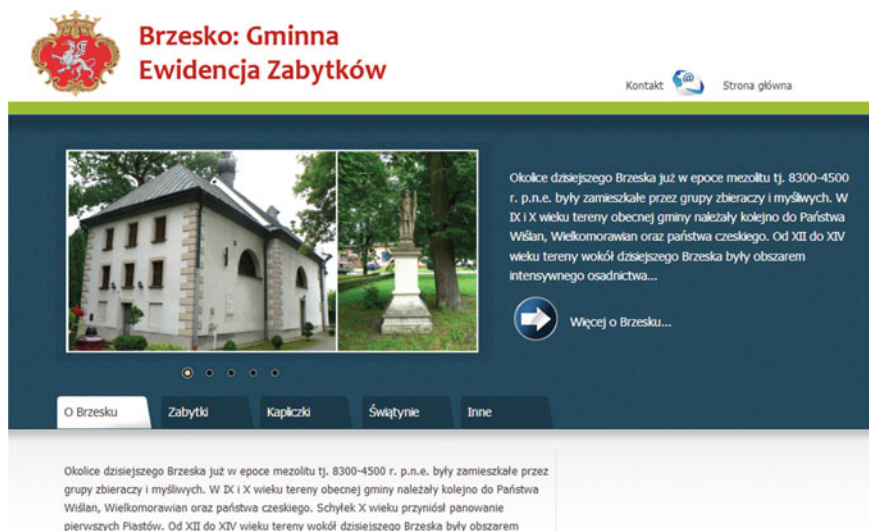 Brzesko: Gminna
Ewidencja Zabytków
Kontakt
Strona główna
Okolice dzisiejszego Brzeska już w epoce mezolitu tj. 8300-4500
r. p.n.e. były zamieszkałe przez grupy zbieraczy i myśliwych. W
IX i X wieku tereny obecnej gminy należały kolejno do Państwa
Wiślan, Wielkomorawian oraz państwa czeskiego. Od XII do XIV
wieku tereny wokół dzisiejszego Brzeska były obszarem
intensywnego osadnictwa...
Więcej o Brzesku...
O Brzesku
Zabytki
Kapliczki
Świątynie
Inne
Okolice dzisiejszego Brzeska już w epoce mezolitu tj. 8300-4500 r. p.n.e. były zamieszkałe przez
grupy zbieraczy i myśliwych. W IX i X wieku tereny obecnej gminy należały kolejno do Państwa
Wiślan, Wielkomorawian oraz państwa czeskiego. Schyłek X wieku przyniósł panowanie
pierwszych Piastów. Od XII do XIV wieku tereny wokół dzisiejszego Brzeska były obszarem